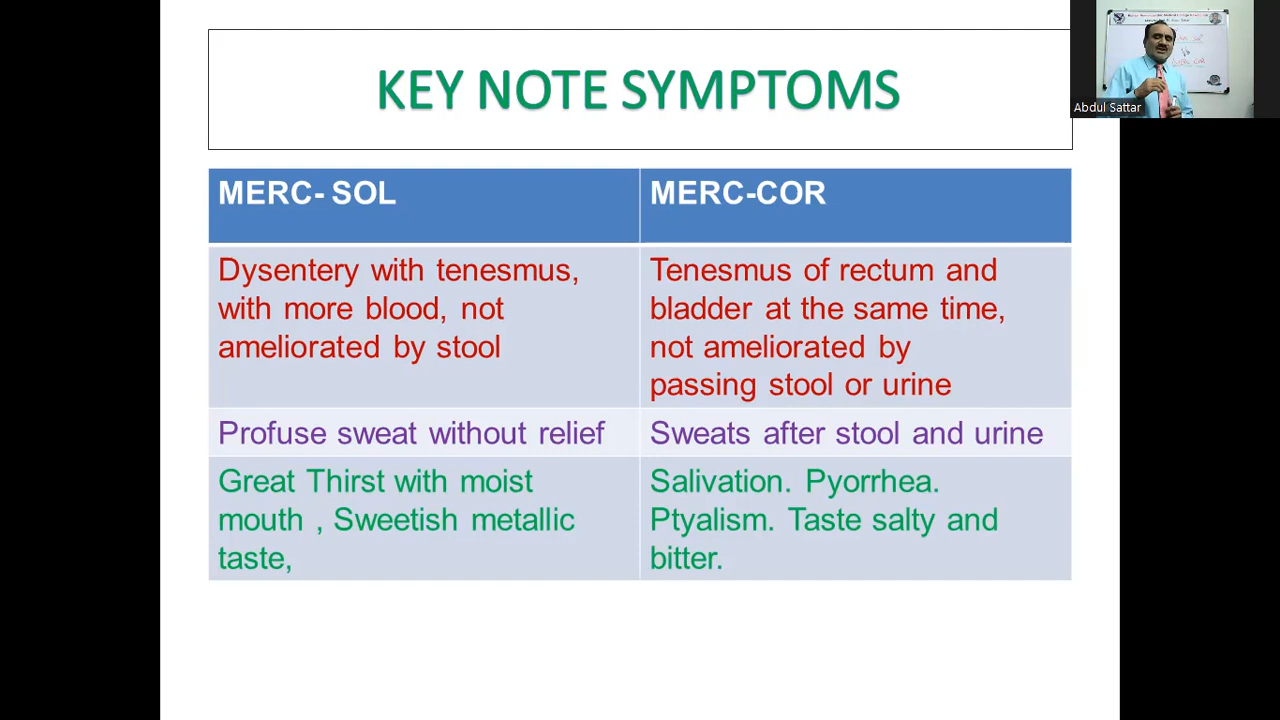 KEY NOTE SYMPTOMS
Abdul Sattar
MERC- SOL
MERC-COR
Dysentery with tenesmus,
with more blood, not
ameliorated by stool
Tenesmus of rectum and
bladder at the same time,
not ameliorated by
passing stool or urine
Profuse sweat without relief
Sweats after stool and urine
Great Thirst with moist
mouth , Sweetish metallic
taste,
Salivation. Pyorrhea.
Ptyalism. Taste salty and
bitter.